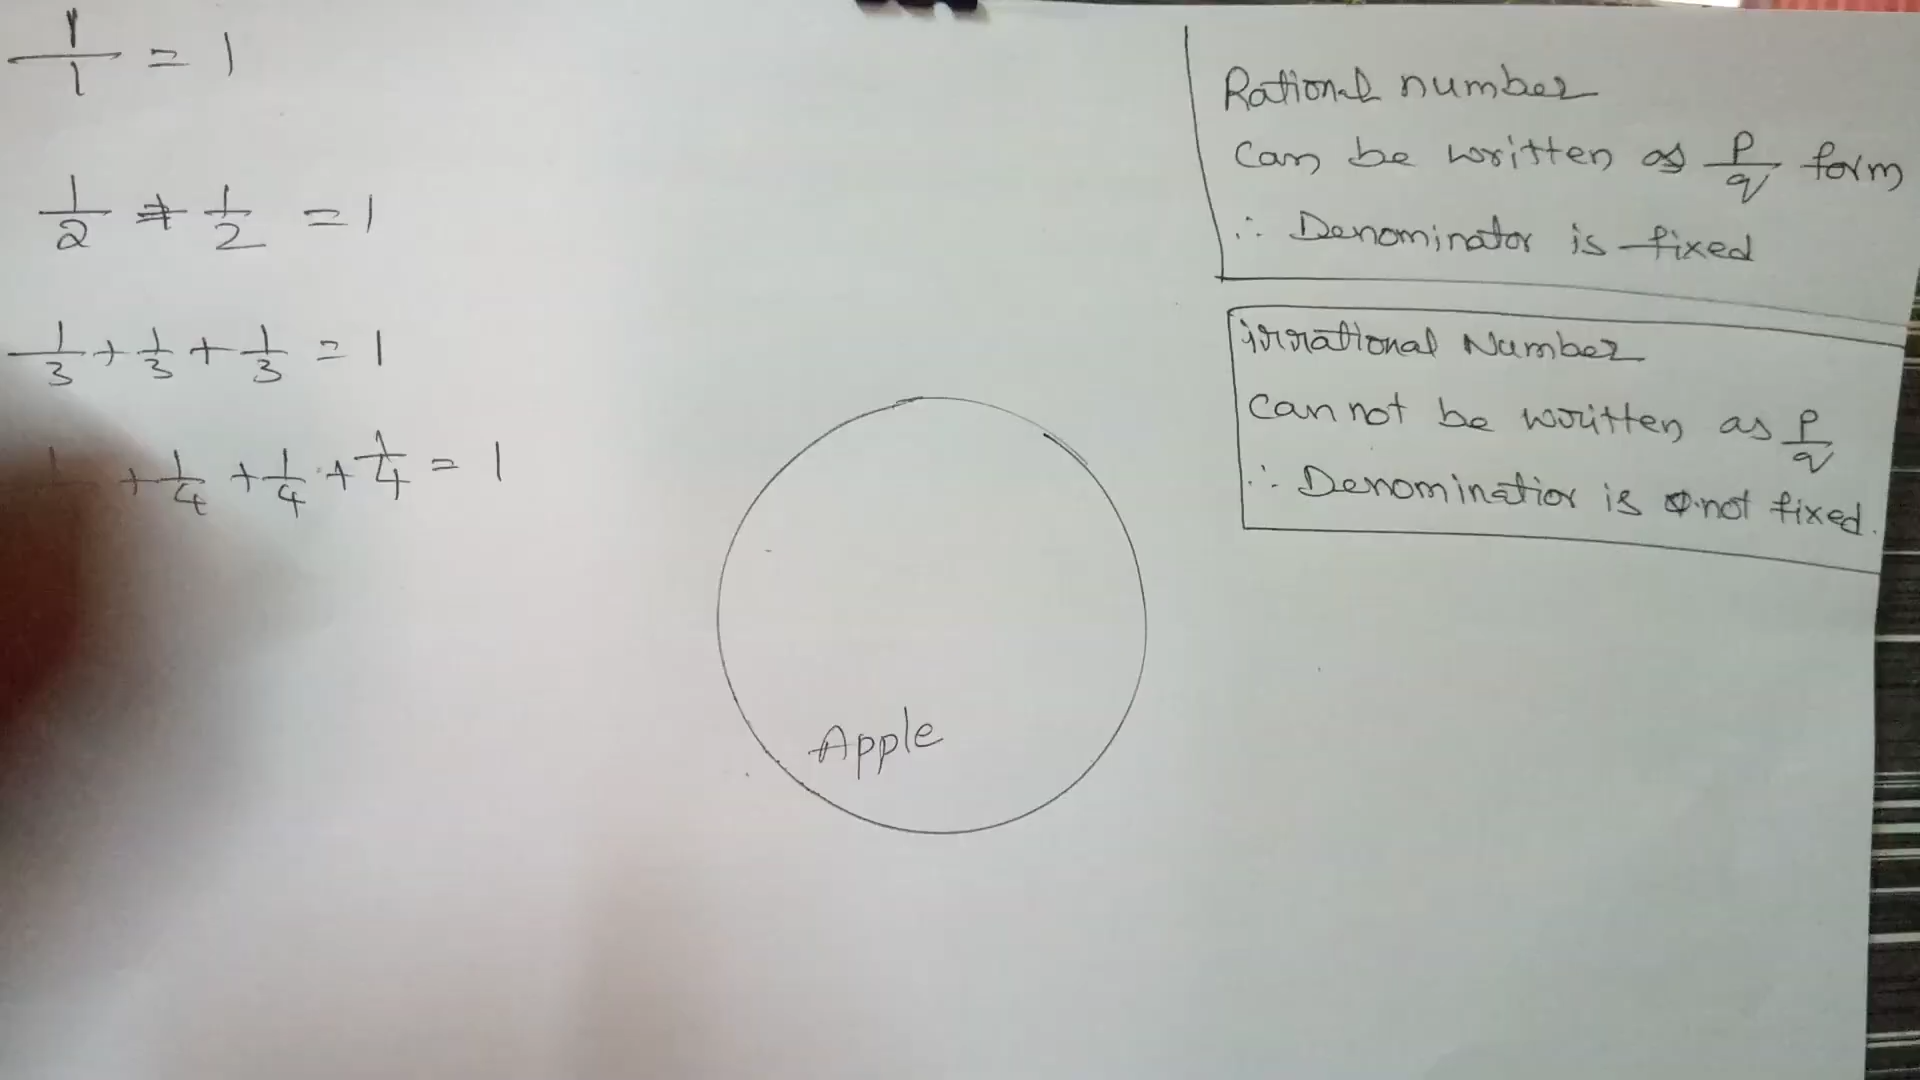 1/1 = 1
1/2 + 1/2 = 1
1/3 + 1/3 + 1/3 = 1
1 + 1/4 + 1/4 + 1/4 = 1
Apple
Rational number
can be written as p/q form
∴ Denominator is fixed
irrational Number
can not be written as p/q
∴ Denominatior is not fixed.